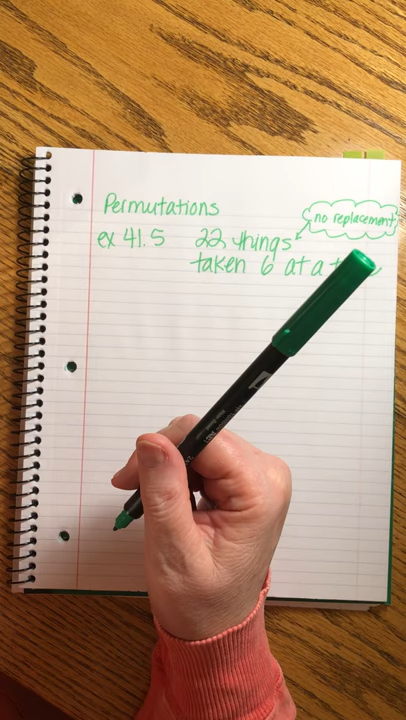 Permutations
no replacement
ex 41.5 22 things
taken 6 at a